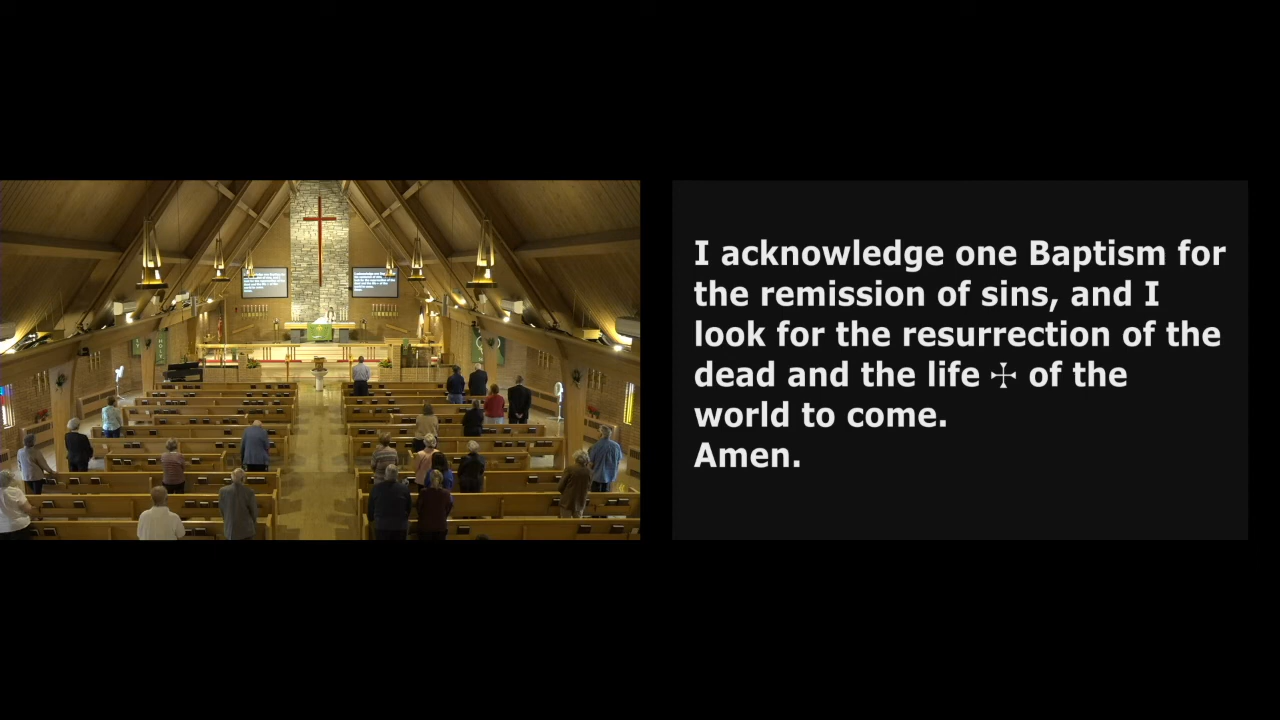 I acknowledge one Baptism for
the remission of sins, and I
look for the resurrection of the
dead and the life ☩ of the
world to come.
Amen.